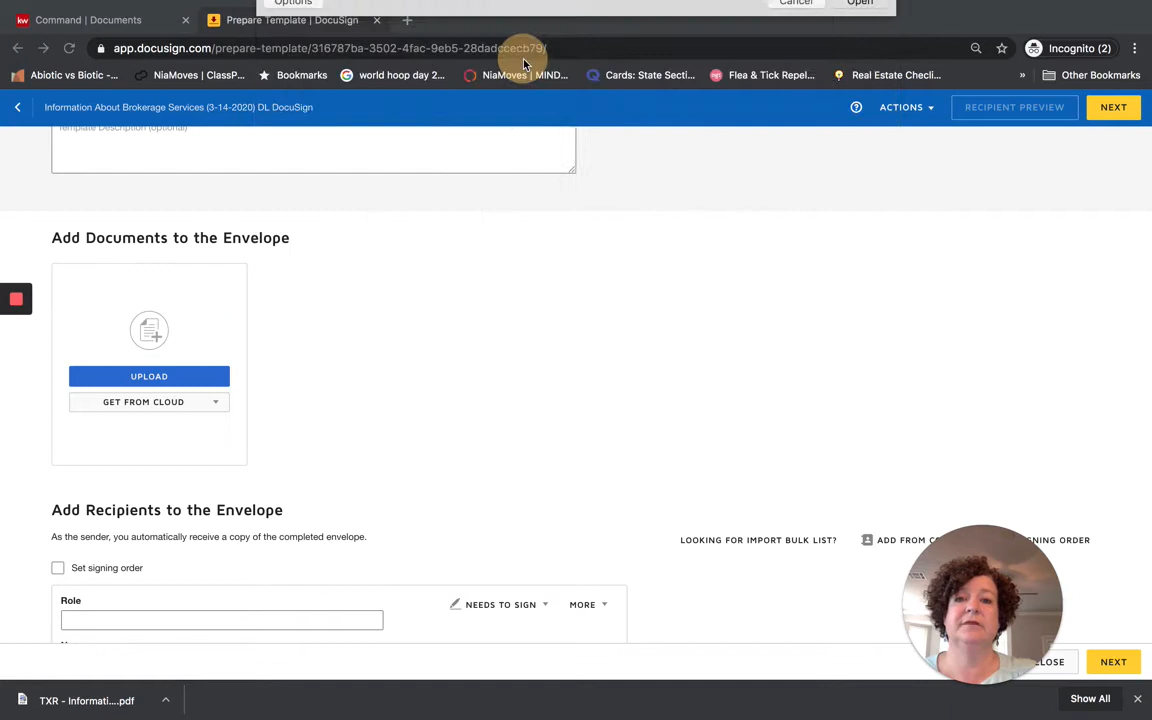 Options
Cancel
Open
kw Command | Documents
Prepare Template | DocuSign
app.docusign.com/prepare-template/316787ba-3502-4fac-9eb5-28dadccecb79/
Incognito (2)
Abiotic vs Biotic -...
NiaMoves | ClassP...
Bookmarks
world hoop day 2...
NiaMoves | MIND...
Cards: State Secti...
Flea & Tick Repel...
Real Estate Checkli...
»
Other Bookmarks
Information About Brokerage Services (3-14-2020) DL DocuSign
ACTIONS
RECIPIENT PREVIEW
NEXT
Template Description (optional)
Add Documents to the Envelope
UPLOAD
GET FROM CLOUD
Add Recipients to the Envelope
As the sender, you automatically receive a copy of the completed envelope.
LOOKING FOR IMPORT BULK LIST?
ADD FROM
NING ORDER
Set signing order
Role
NEEDS TO SIGN
MORE
LOSE
NEXT
TXR - Informati....pdf
Show All